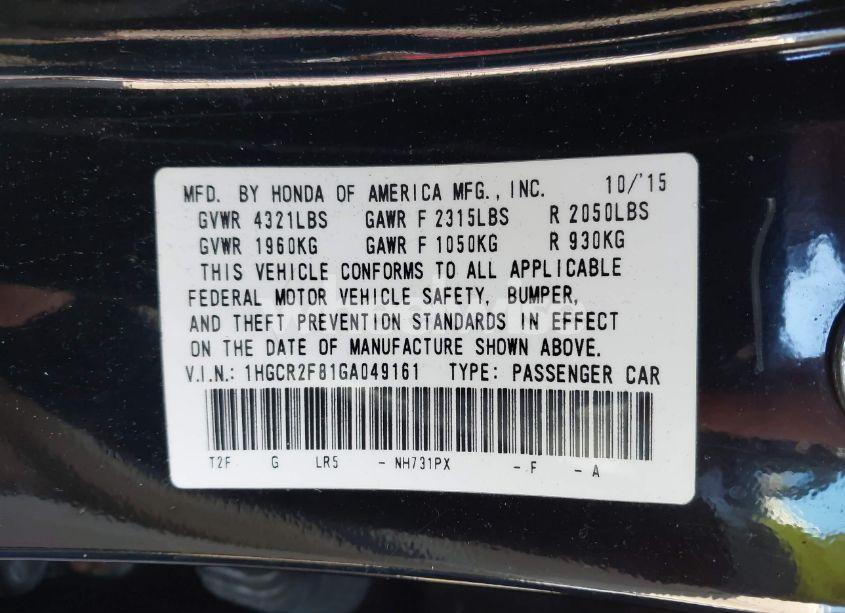 MFD. BY HONDA OF AMERICA MFG., INC. 10/'15
GVWR 4321LBS GAWR F 2315LBS R 2050LBS
GVWR 1960KG GAWR F 1050KG R 930KG
THIS VEHICLE CONFORMS TO ALL APPLICABLE
FEDERAL MOTOR VEHICLE SAFETY, BUMPER,
AND THEFT PREVENTION STANDARDS IN EFFECT
ON THE DATE OF MANUFACTURE SHOWN ABOVE.
V.I.N.: 1HGCR2F81GA049161 TYPE: PASSENGER CAR
T2F G LR5 - NH731PX - F - A